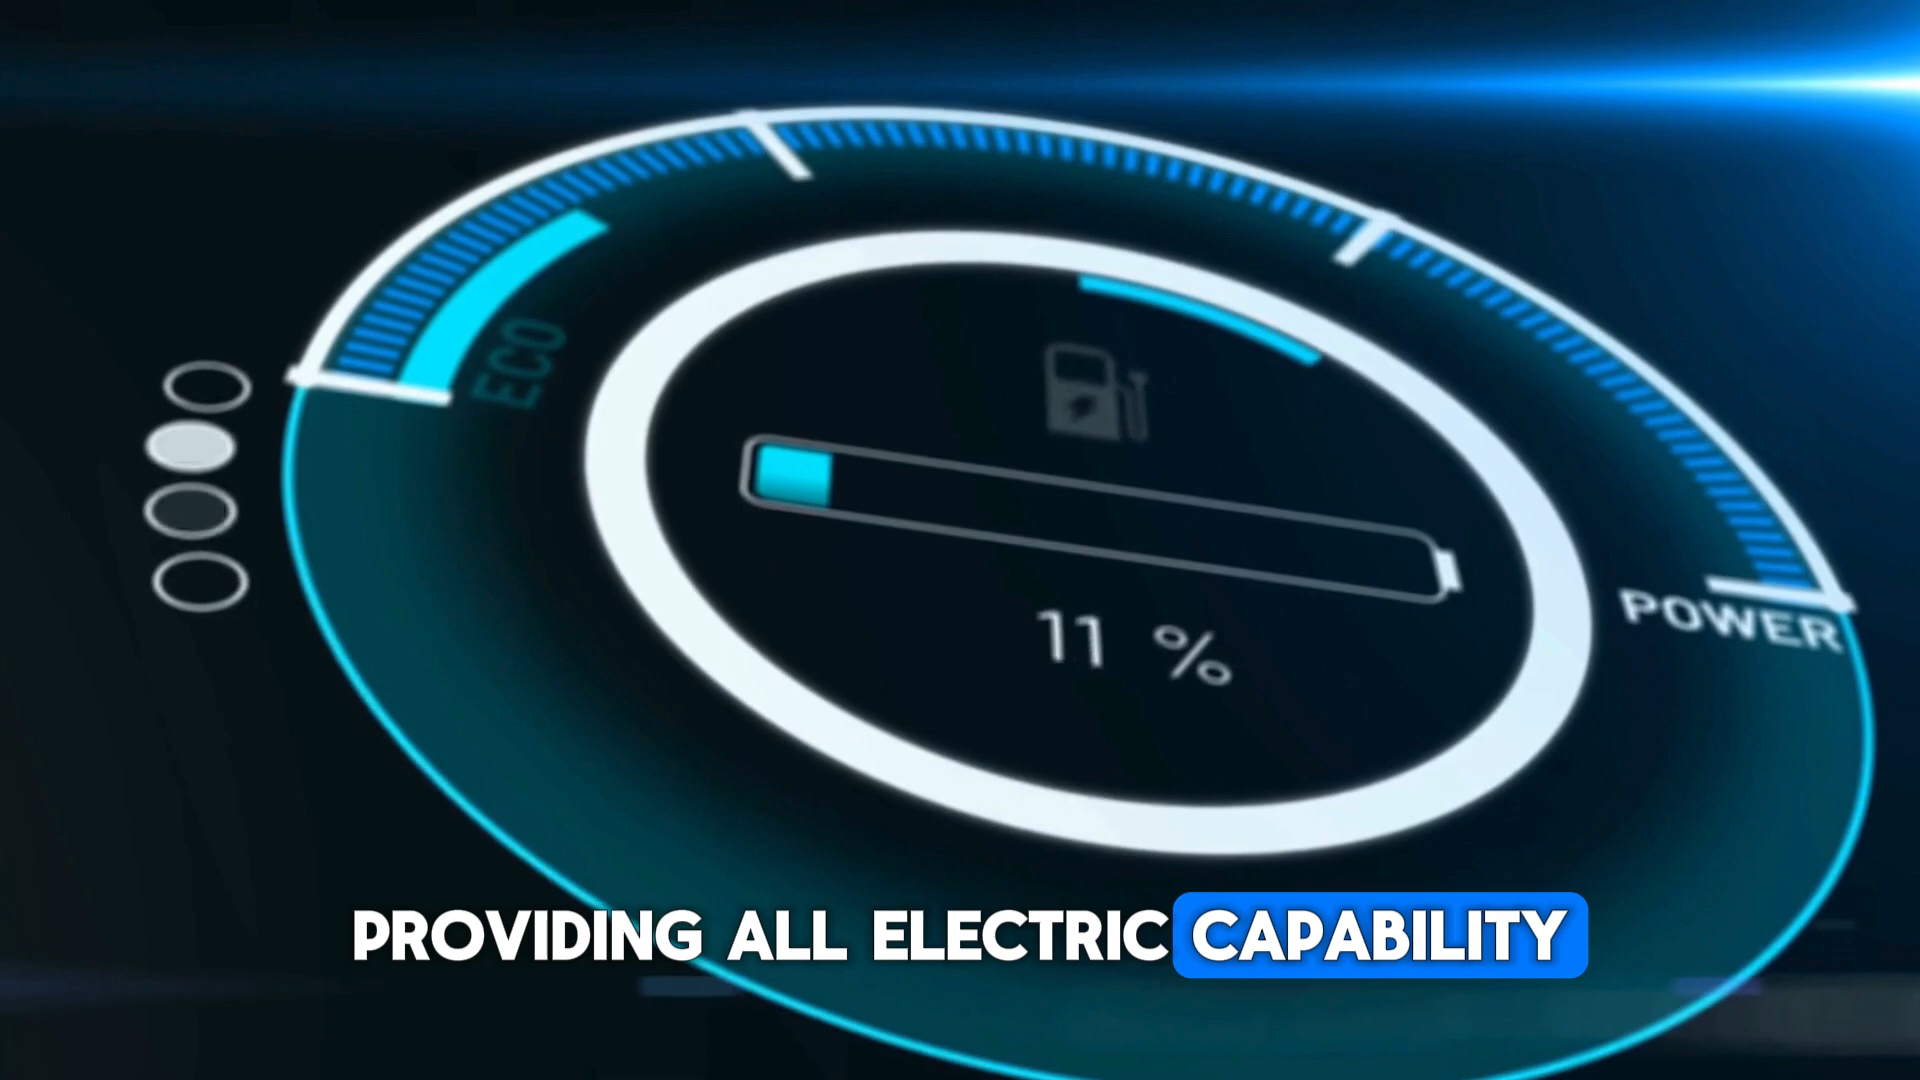 ECO
11 %
POWER
PROVIDING ALL ELECTRIC CAPABILITY